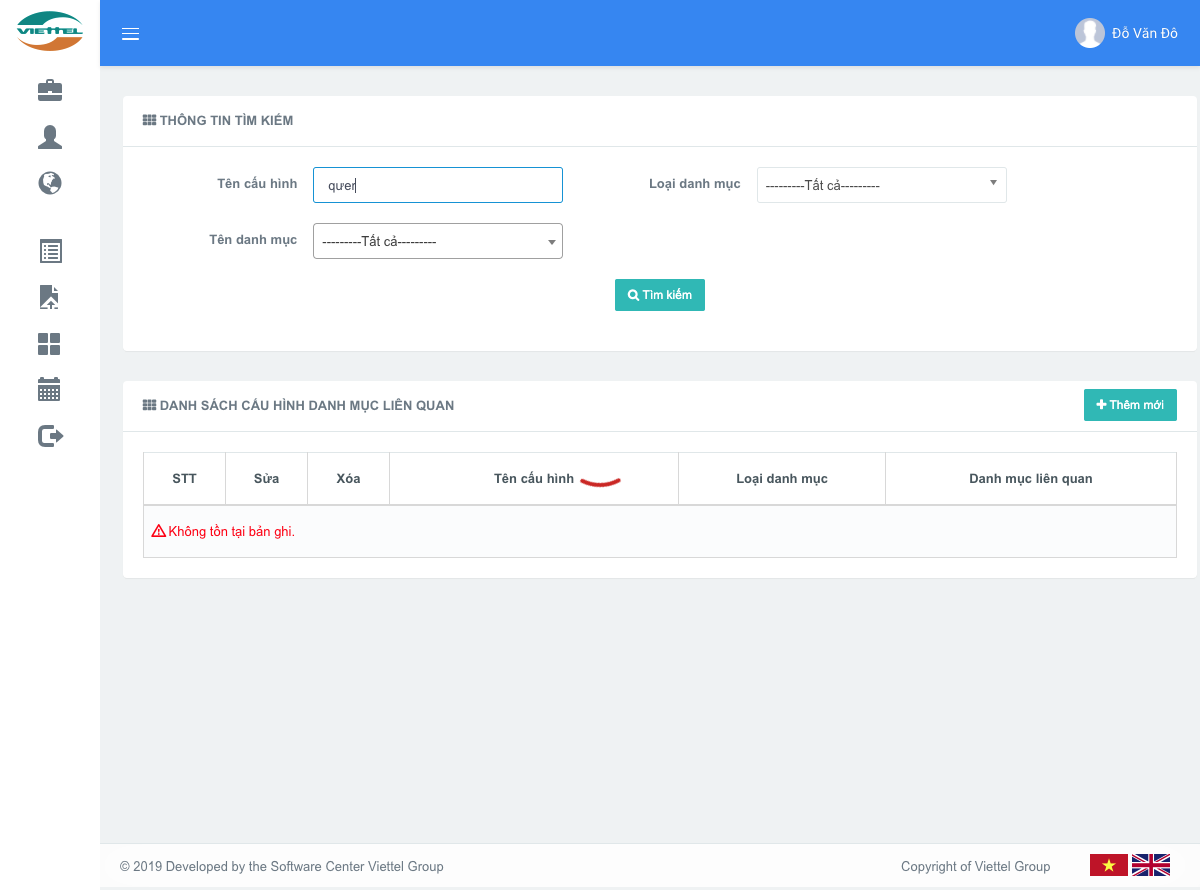 VIETTEL
Đỗ Văn Đô
THÔNG TIN TÌM KIẾM
Tên cấu hình
qưer
Loại danh mục
---------Tất cả---------
Tên danh mục
---------Tất cả---------
Tìm kiếm
DANH SÁCH CẤU HÌNH DANH MỤC LIÊN QUAN
Thêm mới
STT Sửa Xóa Tên cấu hình Loại danh mục Danh mục liên quan
Không tồn tại bản ghi.
© 2019 Developed by the Software Center Viettel Group
Copyright of Viettel Group